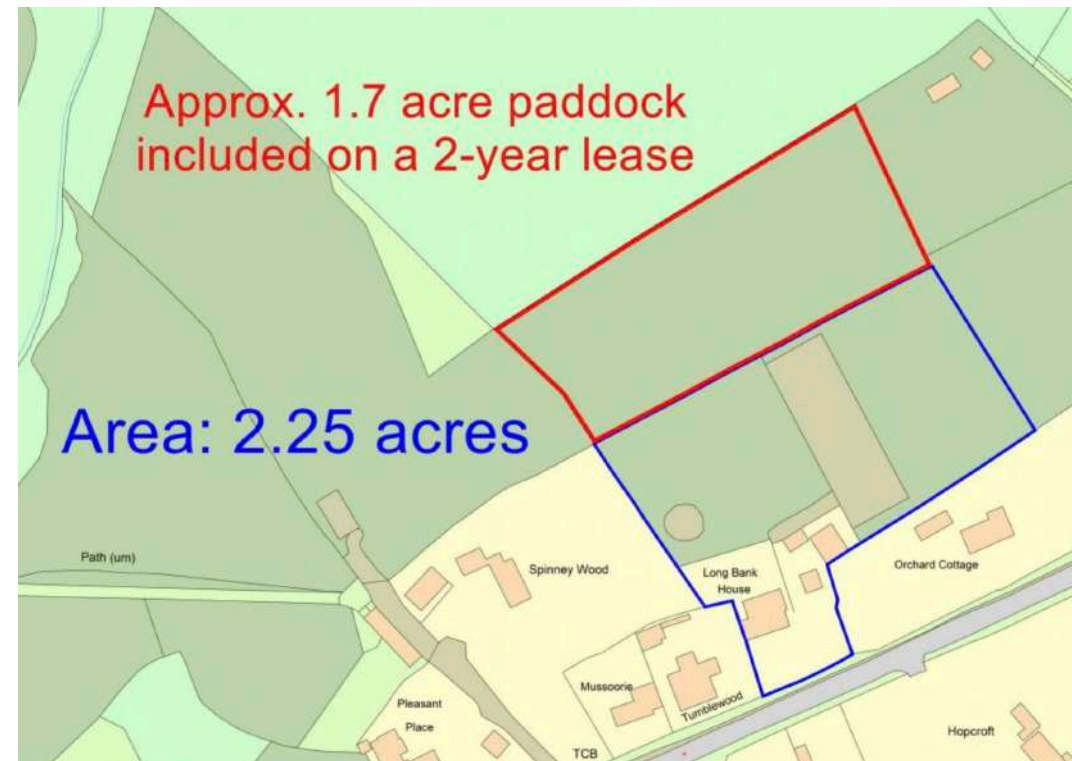 Approx. 1.7 acre paddock
included on a 2-year lease
Area: 2.25 acres
Path (um)
Spinney Wood
Long Bank
House
Orchard Cottage
Mussoorie
Tumblewood
Pleasant
Place
TCB
Hopcroft